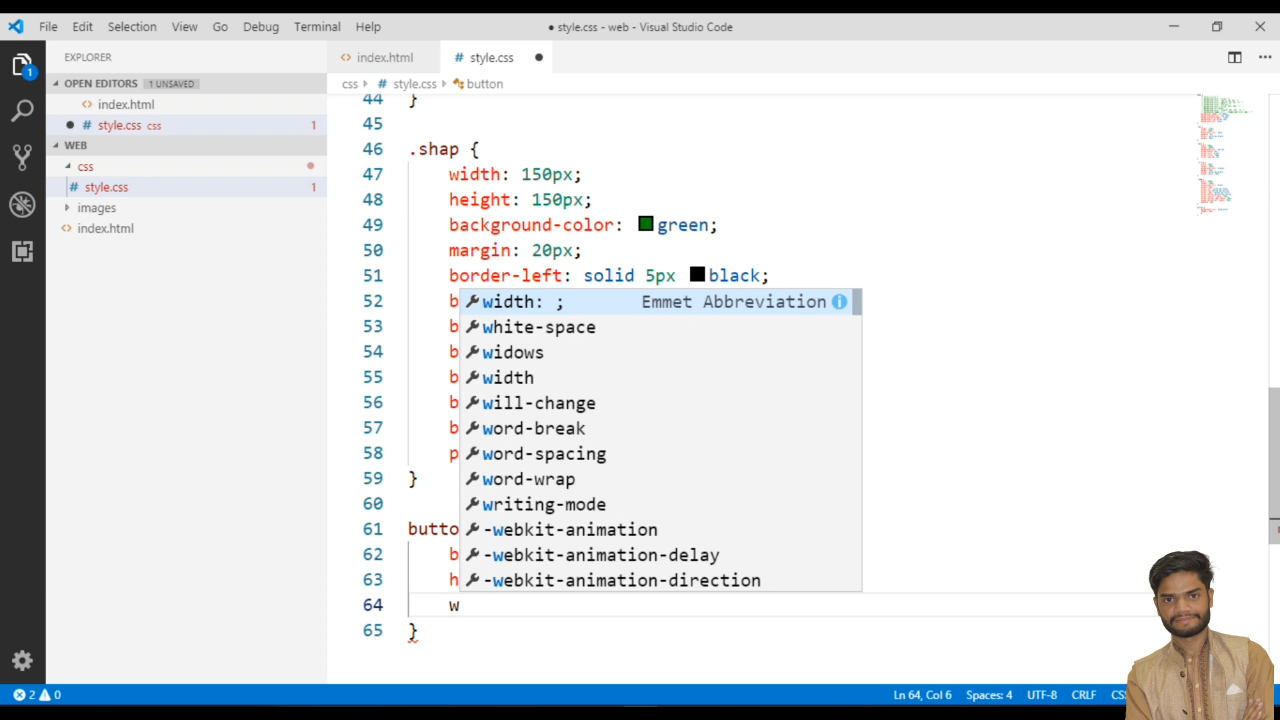 File Edit Selection View Go Debug Terminal Help
● style.css - web - Visual Studio Code
EXPLORER
OPEN EDITORS 1 UNSAVED
<> index.html
● # style.css css 1
WEB
css
# style.css 1
images
<> index.html
<> index.html # style.css ●
css # style.css button
44 }
45
46 .shap {
47 width: 150px;
48 height: 150px;
49 background-color: green;
50 margin: 20px;
51 border-left: solid 5px black;
52 b
53 b
54 b
55 b
56 b
57 b
58 p
59 }
60
61 butto
62 b
63 h
64 w
65 }
width: ; Emmet Abbreviation
white-space
widows
width
will-change
word-break
word-spacing
word-wrap
writing-mode
-webkit-animation
-webkit-animation-delay
-webkit-animation-direction
2 0
Ln 64, Col 6 Spaces: 4 UTF-8 CRLF CSS